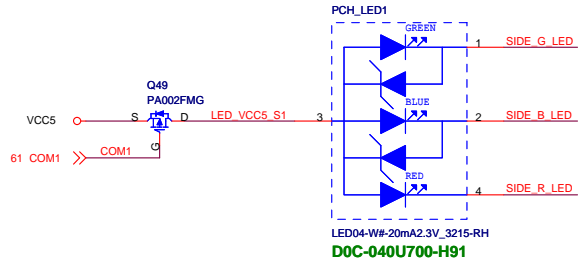 PCH_LED1
GREEN
1 SIDE_G_LED
Q49
PA002FMG
BLUE
VCC5 S D LED_VCC5_S1 3 2 SIDE_B_LED
G
61 COM1 COM1
RED
4 SIDE_R_LED
LED04-W#-20mA2.3V_3215-RH
D0C-040U700-H91